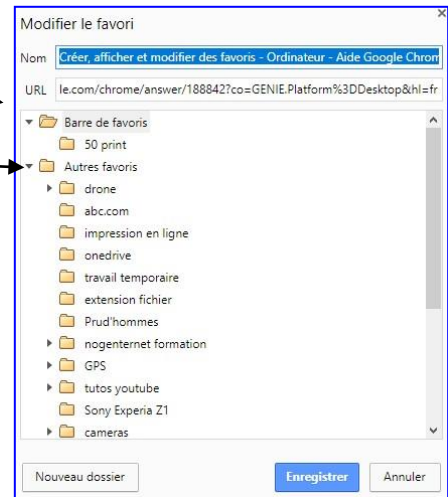 Modifier le favori
Nom Créer, afficher et modifier des favoris - Ordinateur - Aide Google Chrom
URL le.com/chrome/answer/188842?co=GENIE.Platform%3DDesktop&hl=fr
Barre de favoris
50 print
Autres favoris
drone
abc.com
impression en ligne
onedrive
travail temporaire
extension fichier
Prud'hommes
nogenternet formation
GPS
tutos youtube
Sony Experia Z1
cameras
Nouveau dossier Enregistrer Annuler